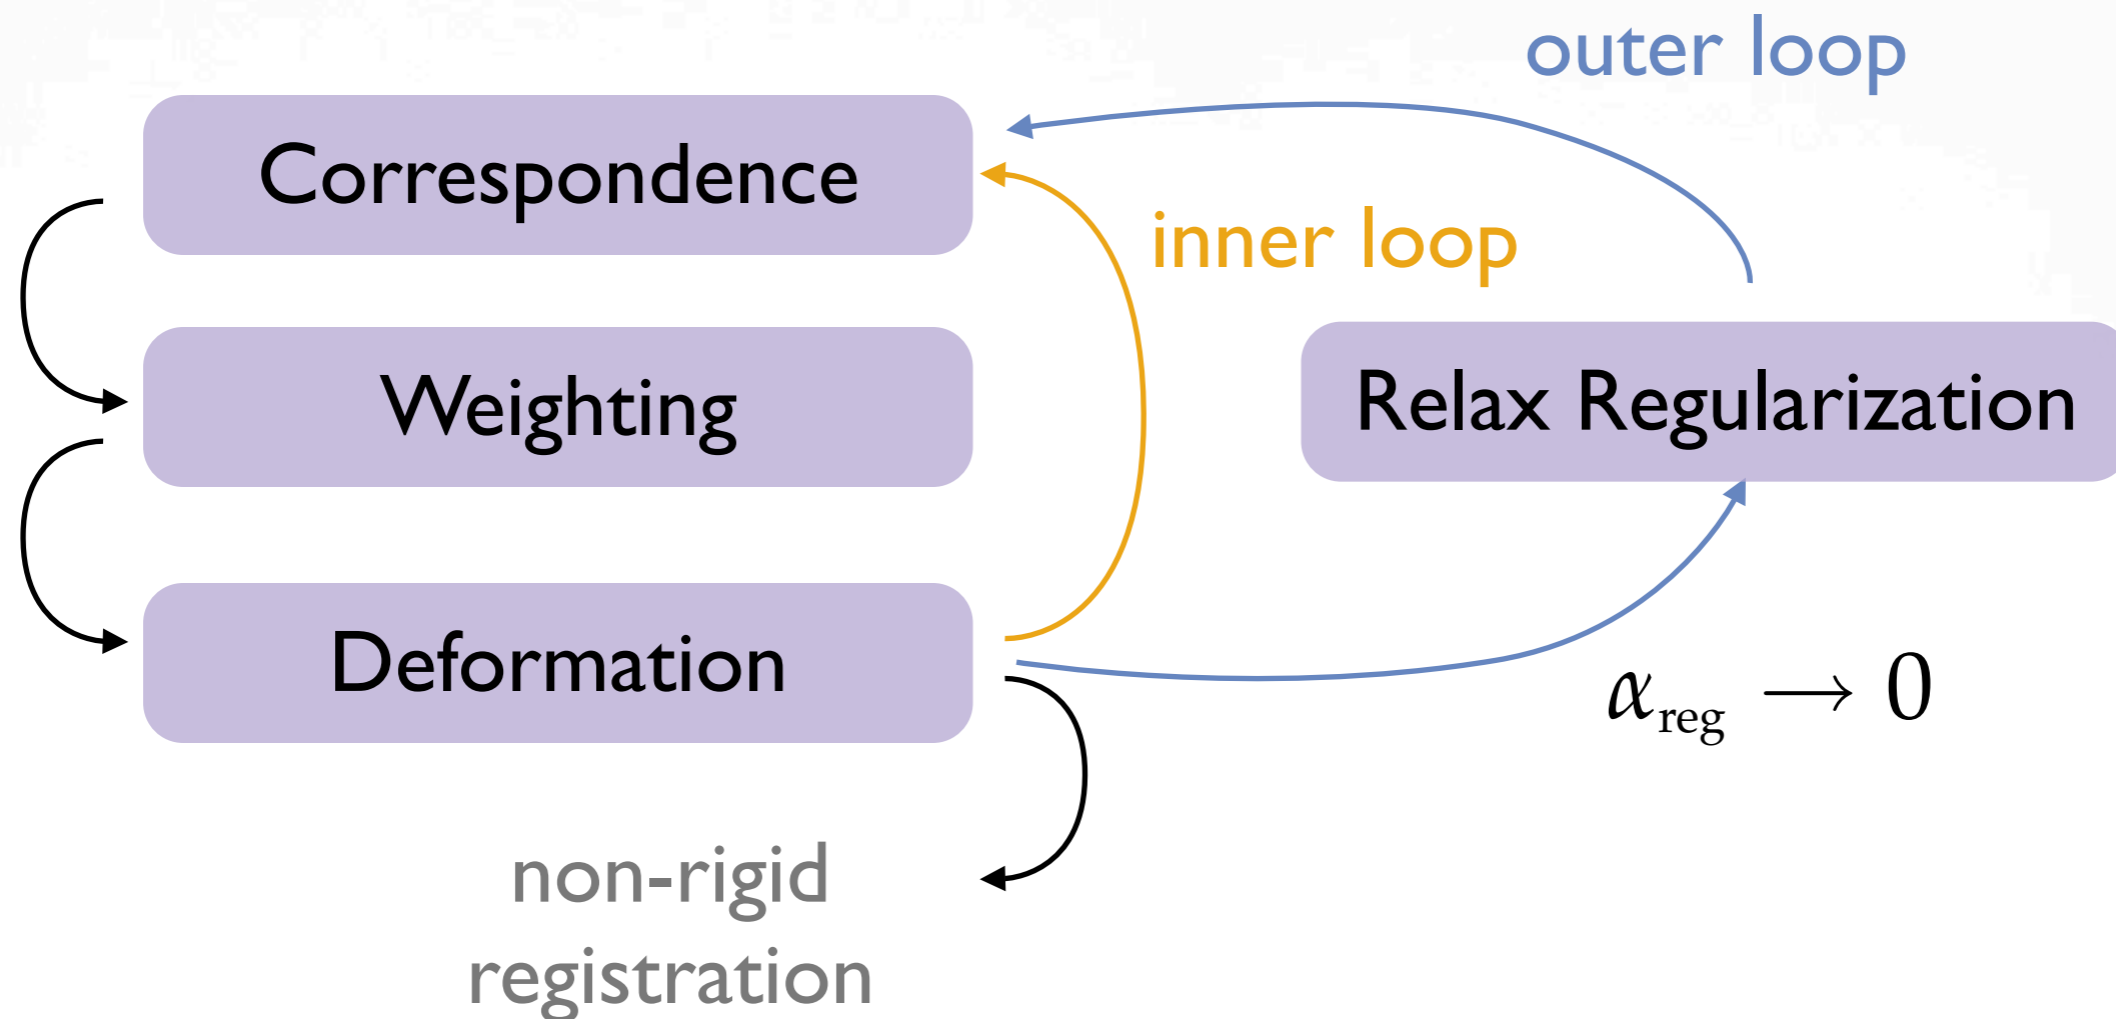 outer loop
Correspondence
inner loop
Weighting
Relax Regularization
Deformation
α_reg → 0
non-rigid
registration